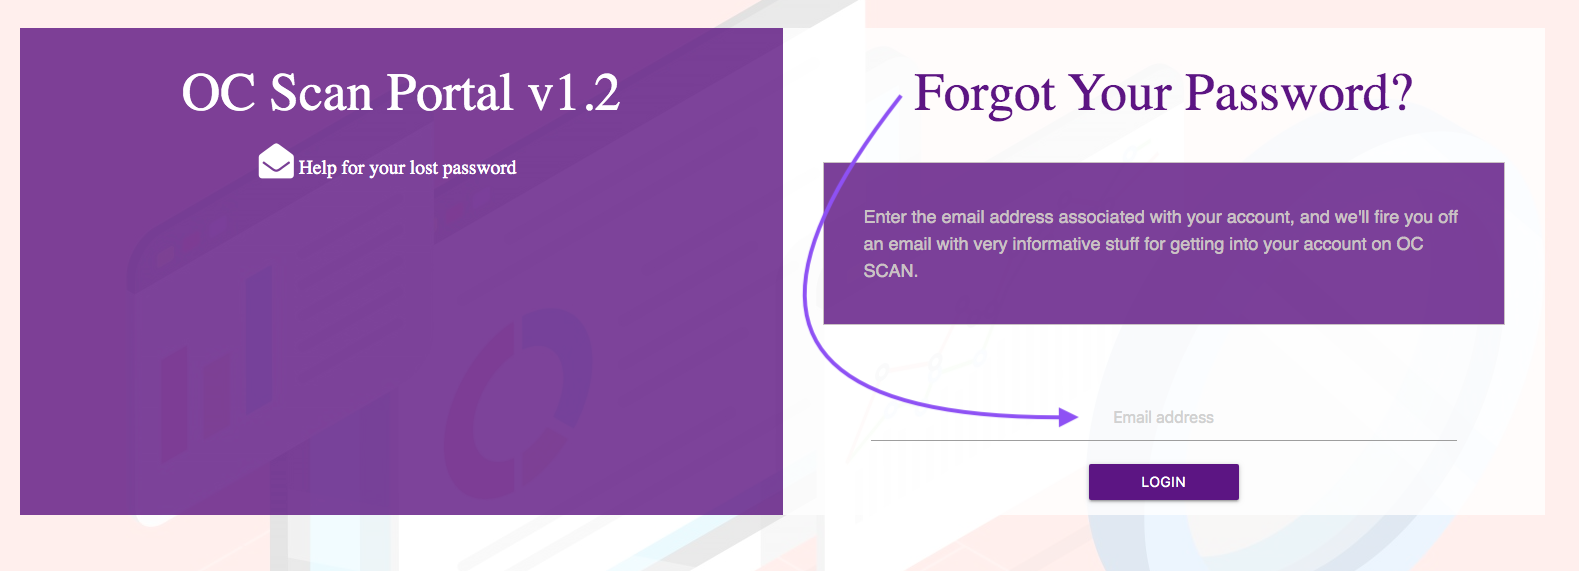 OC Scan Portal v1.2
Help for your lost password
Forgot Your Password?
Enter the email address associated with your account, and we'll fire you off
an email with very informative stuff for getting into your account on OC
SCAN.
Email address
LOGIN